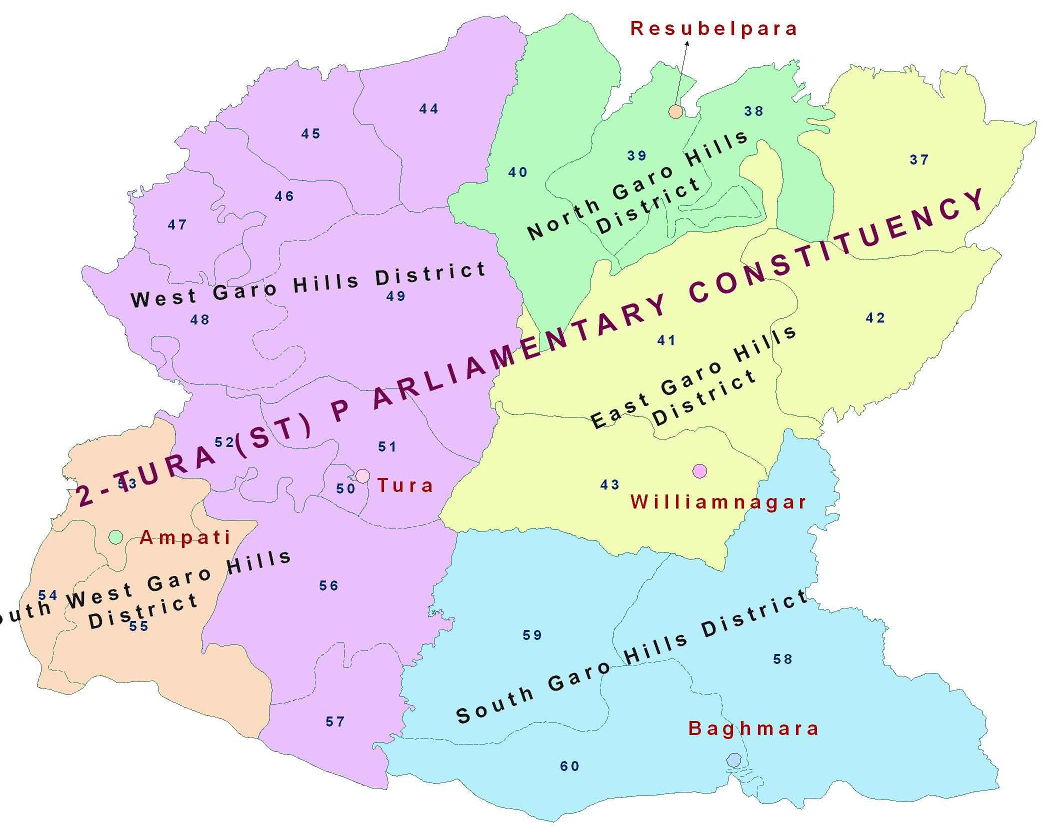 Resubelpara
44
38
45
39
37
40
46
47
North Garo Hills
District
West Garo Hills District
49
48
42
41
2-TURA (ST) P ARLIAMENTARY CONSTITUENCY
East Garo Hills
District
52
51
53
50
Tura
43
Williamnagar
Ampati
outh West Garo Hills
District
54
55
56
59
58
South Garo Hills District
57
Baghmara
60